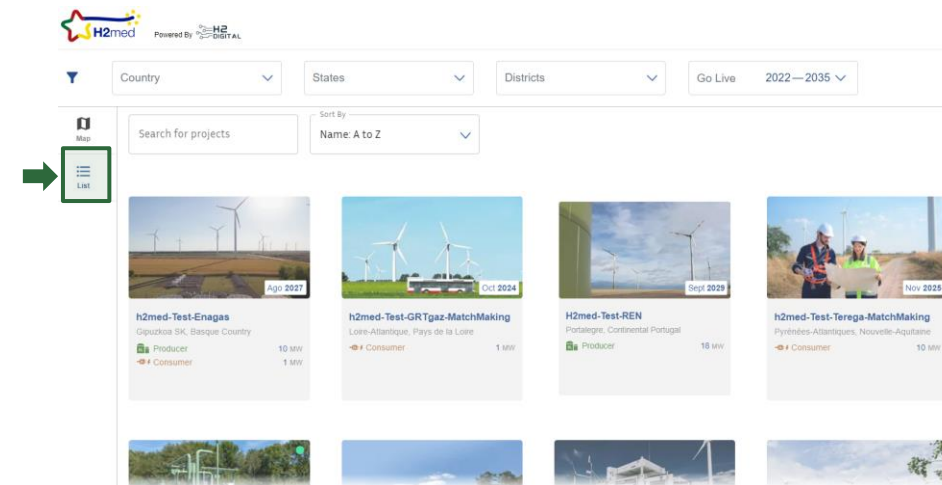 H2med
Powered By H2 DIGITAL
Country
States
Districts
Go Live 2022 — 2035
Map
Search for projects
Sort By
Name: A to Z
List
Ago 2027
Oct 2024
Sept 2029
Nov 2025
h2med-Test-Enagas
Gipuzkoa SK, Basque Country
Producer 10 MW
Consumer 1 MW
h2med-Test-GRTgaz-MatchMaking
Loire-Atlantique, Pays de la Loire
Consumer 1 MW
H2med-Test-REN
Portalegre, Continental Portugal
Producer 18 MW
h2med-Test-Terega-MatchMaking
Pyrénées-Atlantiques, Nouvelle-Aquitaine
Consumer 10 MW